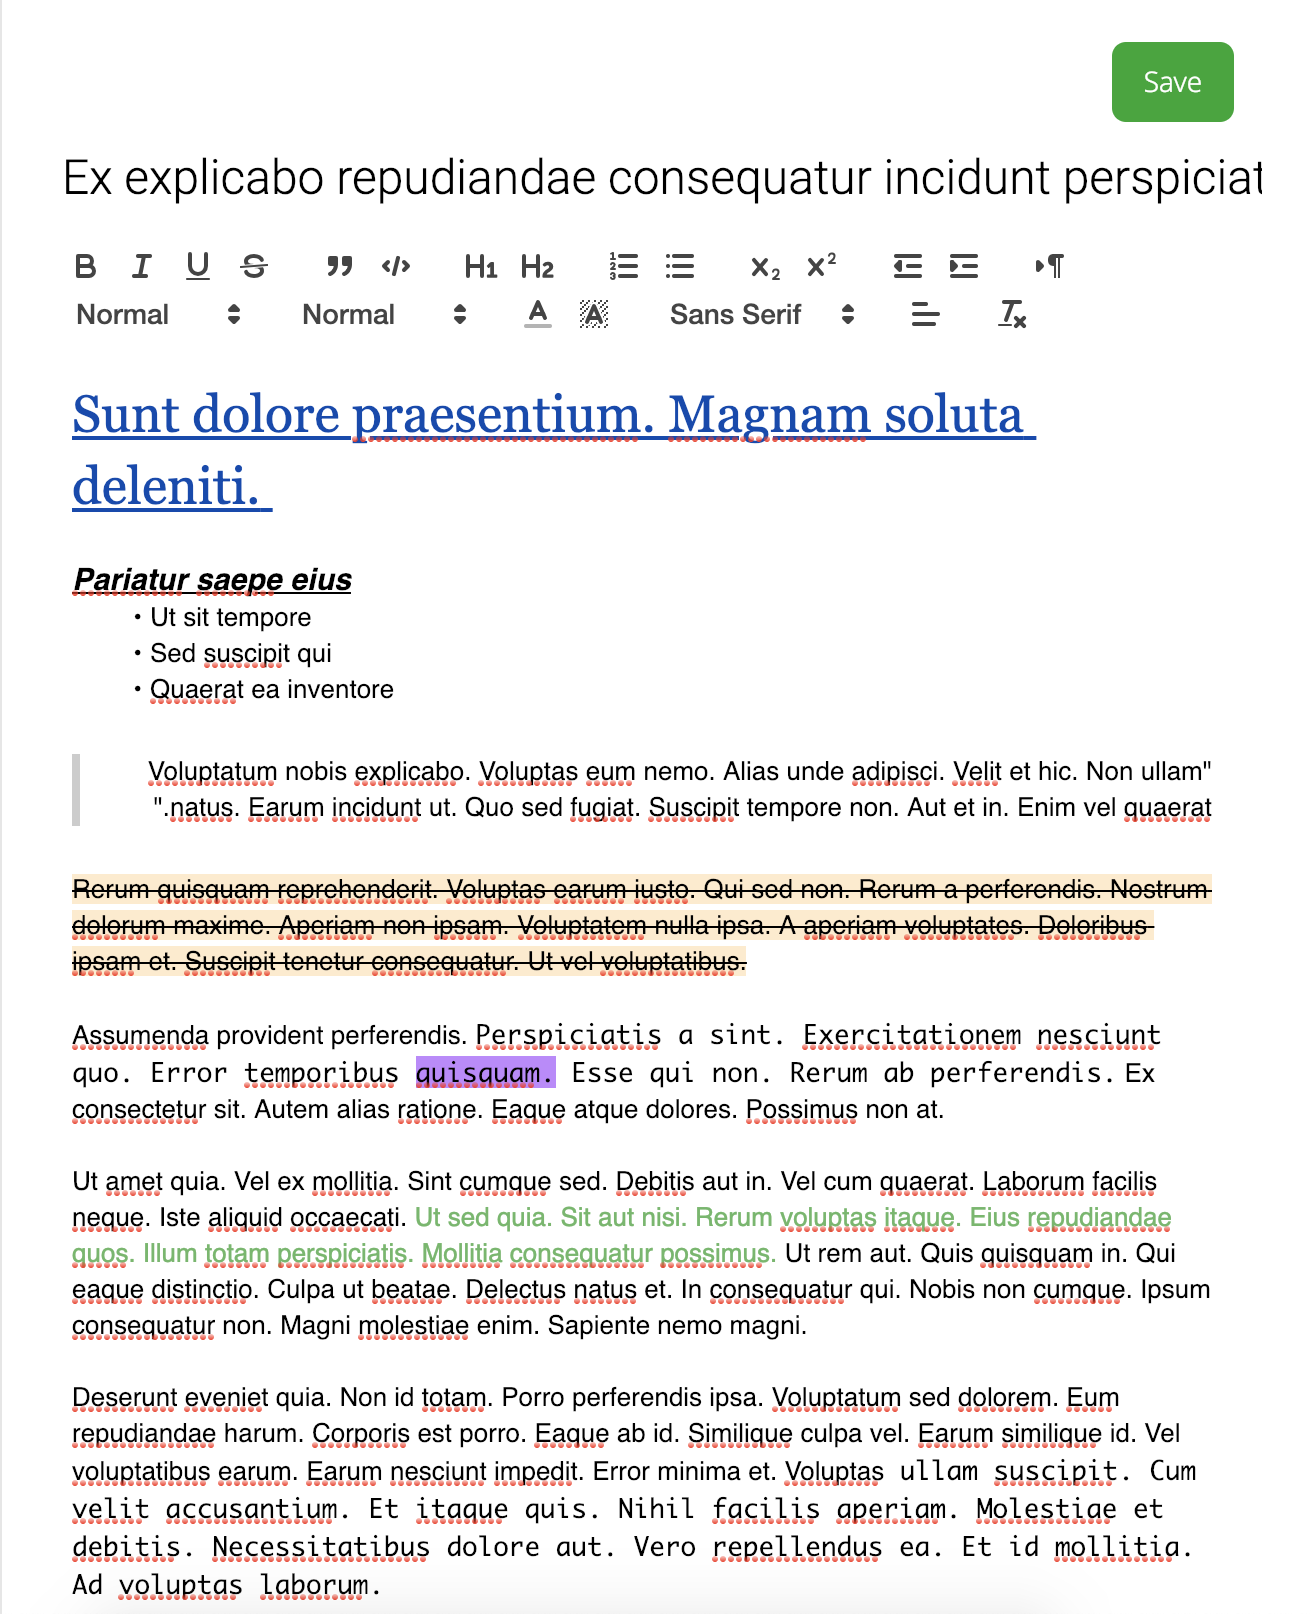 Save
Ex explicabo repudiandae consequatur incidunt perspiciat
B I U S ” </> H1 H2 X2 X2 ¶
Normal Normal A A Sans Serif Tx
Sunt dolore praesentium. Magnam soluta
deleniti.
Pariatur saepe eius
• Ut sit tempore
• Sed suscipit qui
• Quaerat ea inventore
Voluptatum nobis explicabo. Voluptas eum nemo. Alias unde adipisci. Velit et hic. Non ullam"
".natus. Earum incidunt ut. Quo sed fugiat. Suscipit tempore non. Aut et in. Enim vel quaerat
Rerum quisquam reprehenderit. Voluptas earum iusto. Qui sed non. Rerum a perferendis. Nostrum
dolorum maxime. Aperiam non ipsam. Voluptatem nulla ipsa. A aperiam voluptates. Doloribus
ipsam et. Suscipit tenetur consequatur. Ut vel voluptatibus.
Assumenda provident perferendis. Perspiciatis a sint. Exercitationem nesciunt
quo. Error temporibus quisquam. Esse qui non. Rerum ab perferendis. Ex
consectetur sit. Autem alias ratione. Eaque atque dolores. Possimus non at.
Ut amet quia. Vel ex mollitia. Sint cumque sed. Debitis aut in. Vel cum quaerat. Laborum facilis
neque. Iste aliquid occaecati. Ut sed quia. Sit aut nisi. Rerum voluptas itaque. Eius repudiandae
quos. Illum totam perspiciatis. Mollitia consequatur possimus. Ut rem aut. Quis quisquam in. Qui
eaque distinctio. Culpa ut beatae. Delectus natus et. In consequatur qui. Nobis non cumque. Ipsum
consequatur non. Magni molestiae enim. Sapiente nemo magni.
Deserunt eveniet quia. Non id totam. Porro perferendis ipsa. Voluptatum sed dolorem. Eum
repudiandae harum. Corporis est porro. Eaque ab id. Similique culpa vel. Earum similique id. Vel
voluptatibus earum. Earum nesciunt impedit. Error minima et. Voluptas ullam suscipit. Cum
velit accusantium. Et itaque quis. Nihil facilis aperiam. Molestiae et
debitis. Necessitatibus dolore aut. Vero repellendus ea. Et id mollitia.
Ad voluptas laborum.